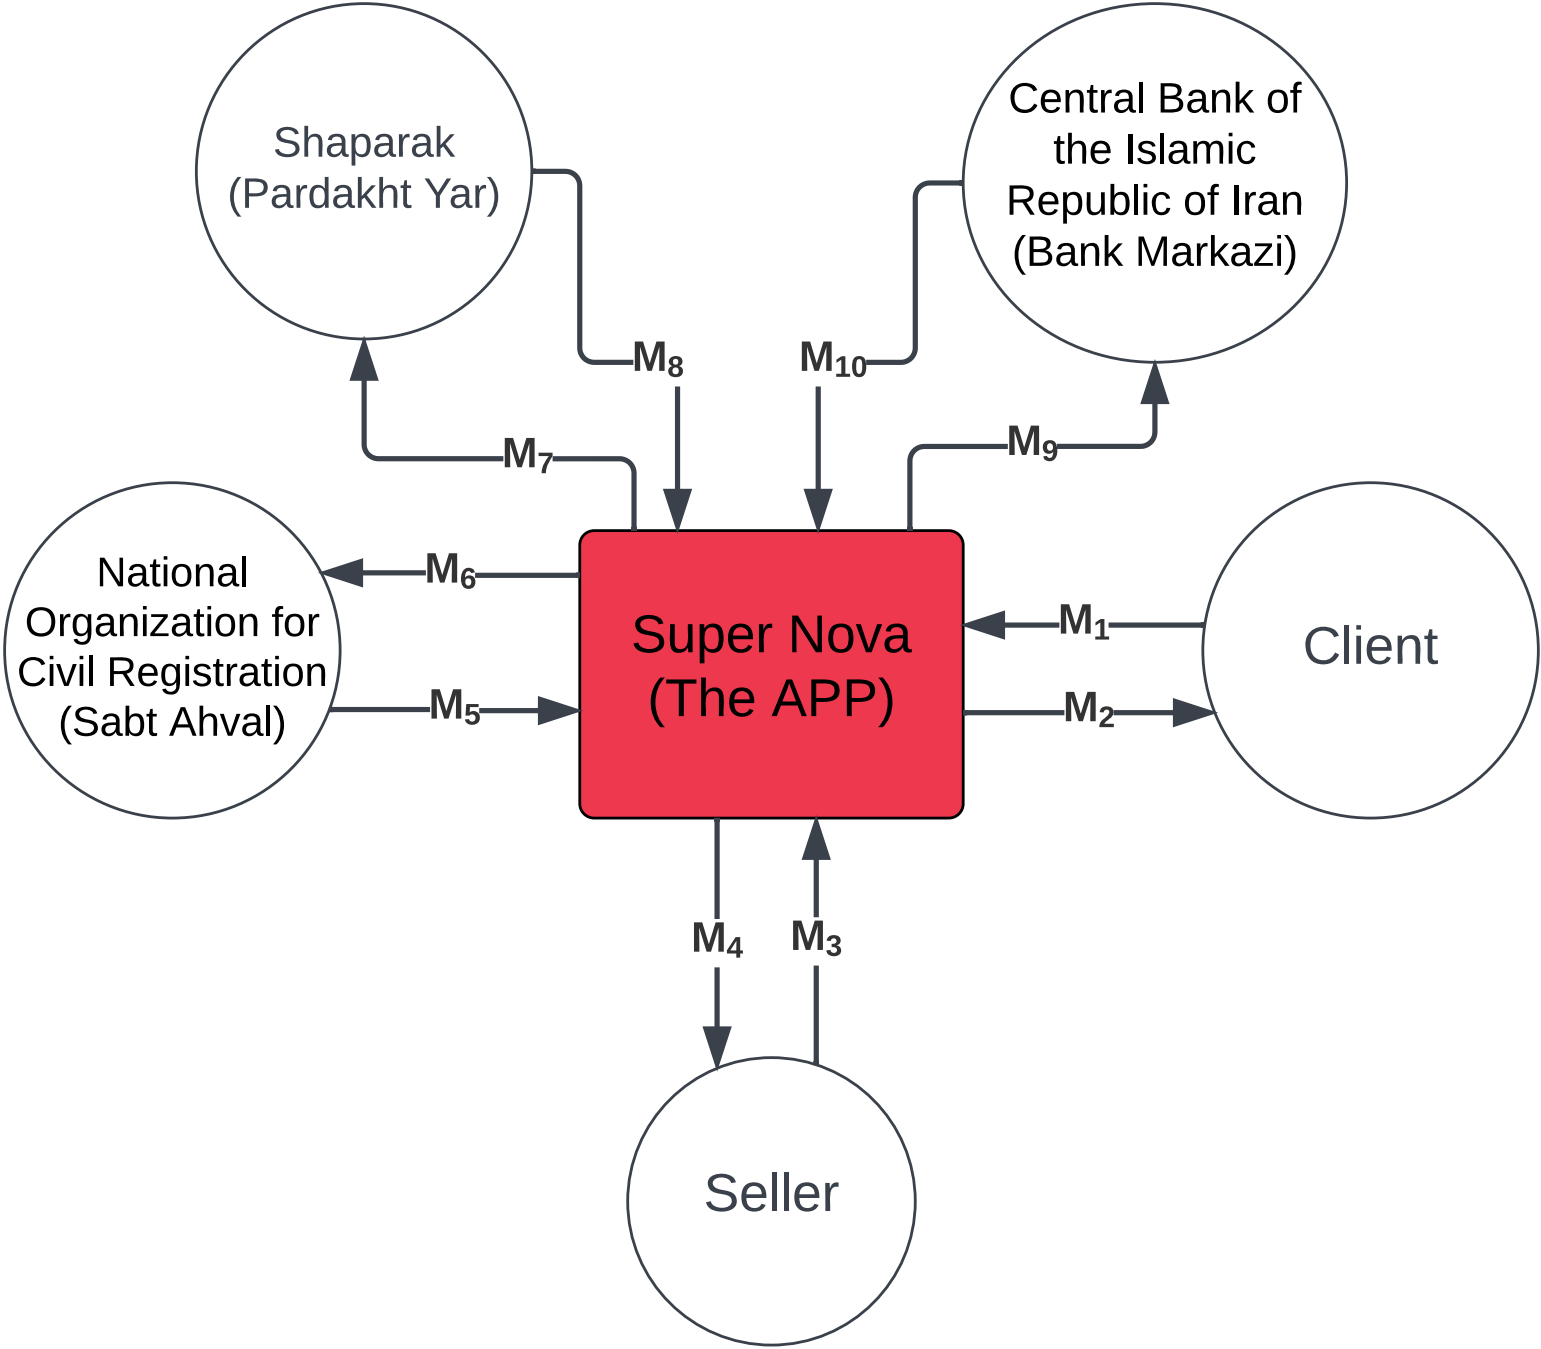 Shaparak
(Pardakht Yar)
Central Bank of
the Islamic
Republic of Iran
(Bank Markazi)
M8
M10
M7
M9
National
Organization for
Civil Registration
(Sabt Ahval)
M6
M5
Super Nova
(The APP)
M1
M2
Client
M4
M3
Seller